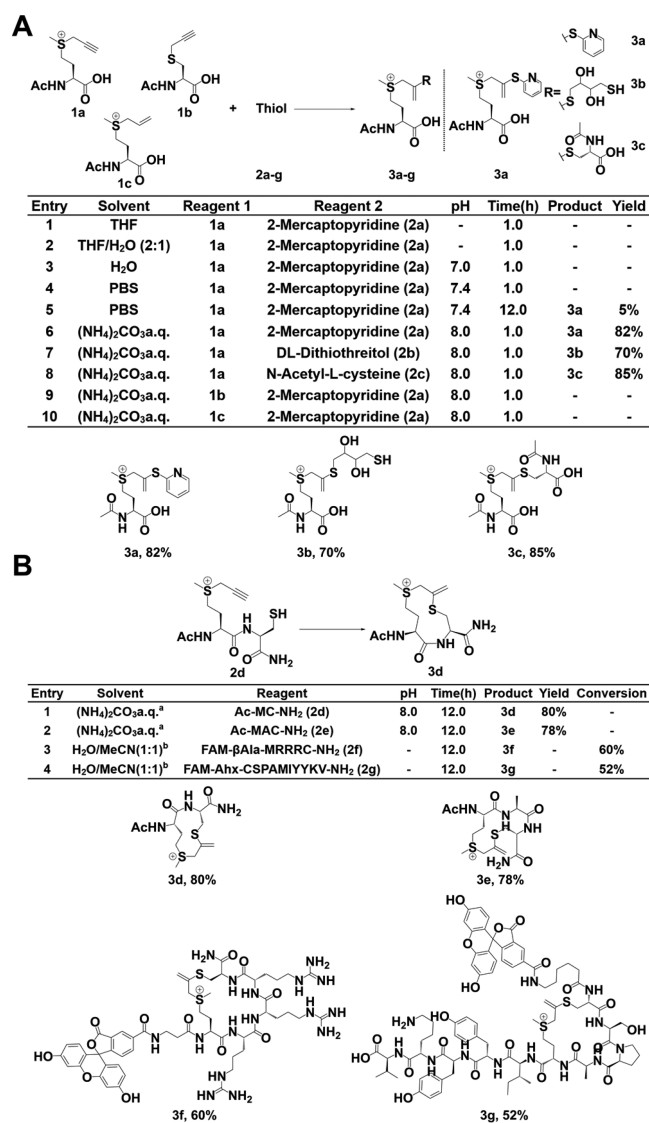 A
1a
1b
1c
+ Thiol
2a-g
3a-g
3a
R=
3a
3b
3c
Entry Solvent Reagent 1 Reagent 2 pH Time(h) Product Yield
1 THF 1a 2-Mercaptopyridine (2a) - 1.0 - -
2 THF/H₂O (2:1) 1a 2-Mercaptopyridine (2a) - 1.0 - -
3 H₂O 1a 2-Mercaptopyridine (2a) 7.0 1.0 - -
4 PBS 1a 2-Mercaptopyridine (2a) 7.4 1.0 - -
5 PBS 1a 2-Mercaptopyridine (2a) 7.4 12.0 3a 5%
6 (NH₄)₂CO₃a.q. 1a 2-Mercaptopyridine (2a) 8.0 1.0 3a 82%
7 (NH₄)₂CO₃a.q. 1a DL-Dithiothreitol (2b) 8.0 1.0 3b 70%
8 (NH₄)₂CO₃a.q. 1a N-Acetyl-L-cysteine (2c) 8.0 1.0 3c 85%
9 (NH₄)₂CO₃a.q. 1b 2-Mercaptopyridine (2a) 8.0 1.0 - -
10 (NH₄)₂CO₃a.q. 1c 2-Mercaptopyridine (2a) 8.0 1.0 - -
3a, 82%
3b, 70%
3c, 85%
B
2d
3d
Entry Solvent Reagent pH Time(h) Product Yield Conversion
1 (NH₄)₂CO₃a.q.ᵃ Ac-MC-NH₂ (2d) 8.0 12.0 3d 80% -
2 (NH₄)₂CO₃a.q.ᵃ Ac-MAC-NH₂ (2e) 8.0 12.0 3e 78% -
3 H₂O/MeCN(1:1)ᵇ FAM-βAla-MRRRC-NH₂ (2f) - 12.0 3f 60%
4 H₂O/MeCN(1:1)ᵇ FAM-Ahx-CSPAMIYYKV-NH₂ (2g) - 12.0 3g 52%
3d, 80%
3e, 78%
3f, 60%
3g, 52%